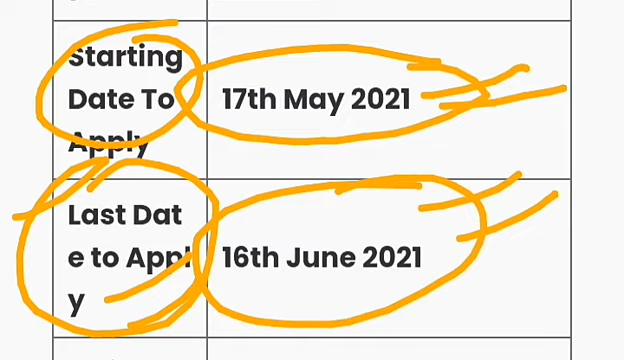 Starting
Date To
Apply
17th May 2021
Last Dat
e to Appl
y
16th June 2021